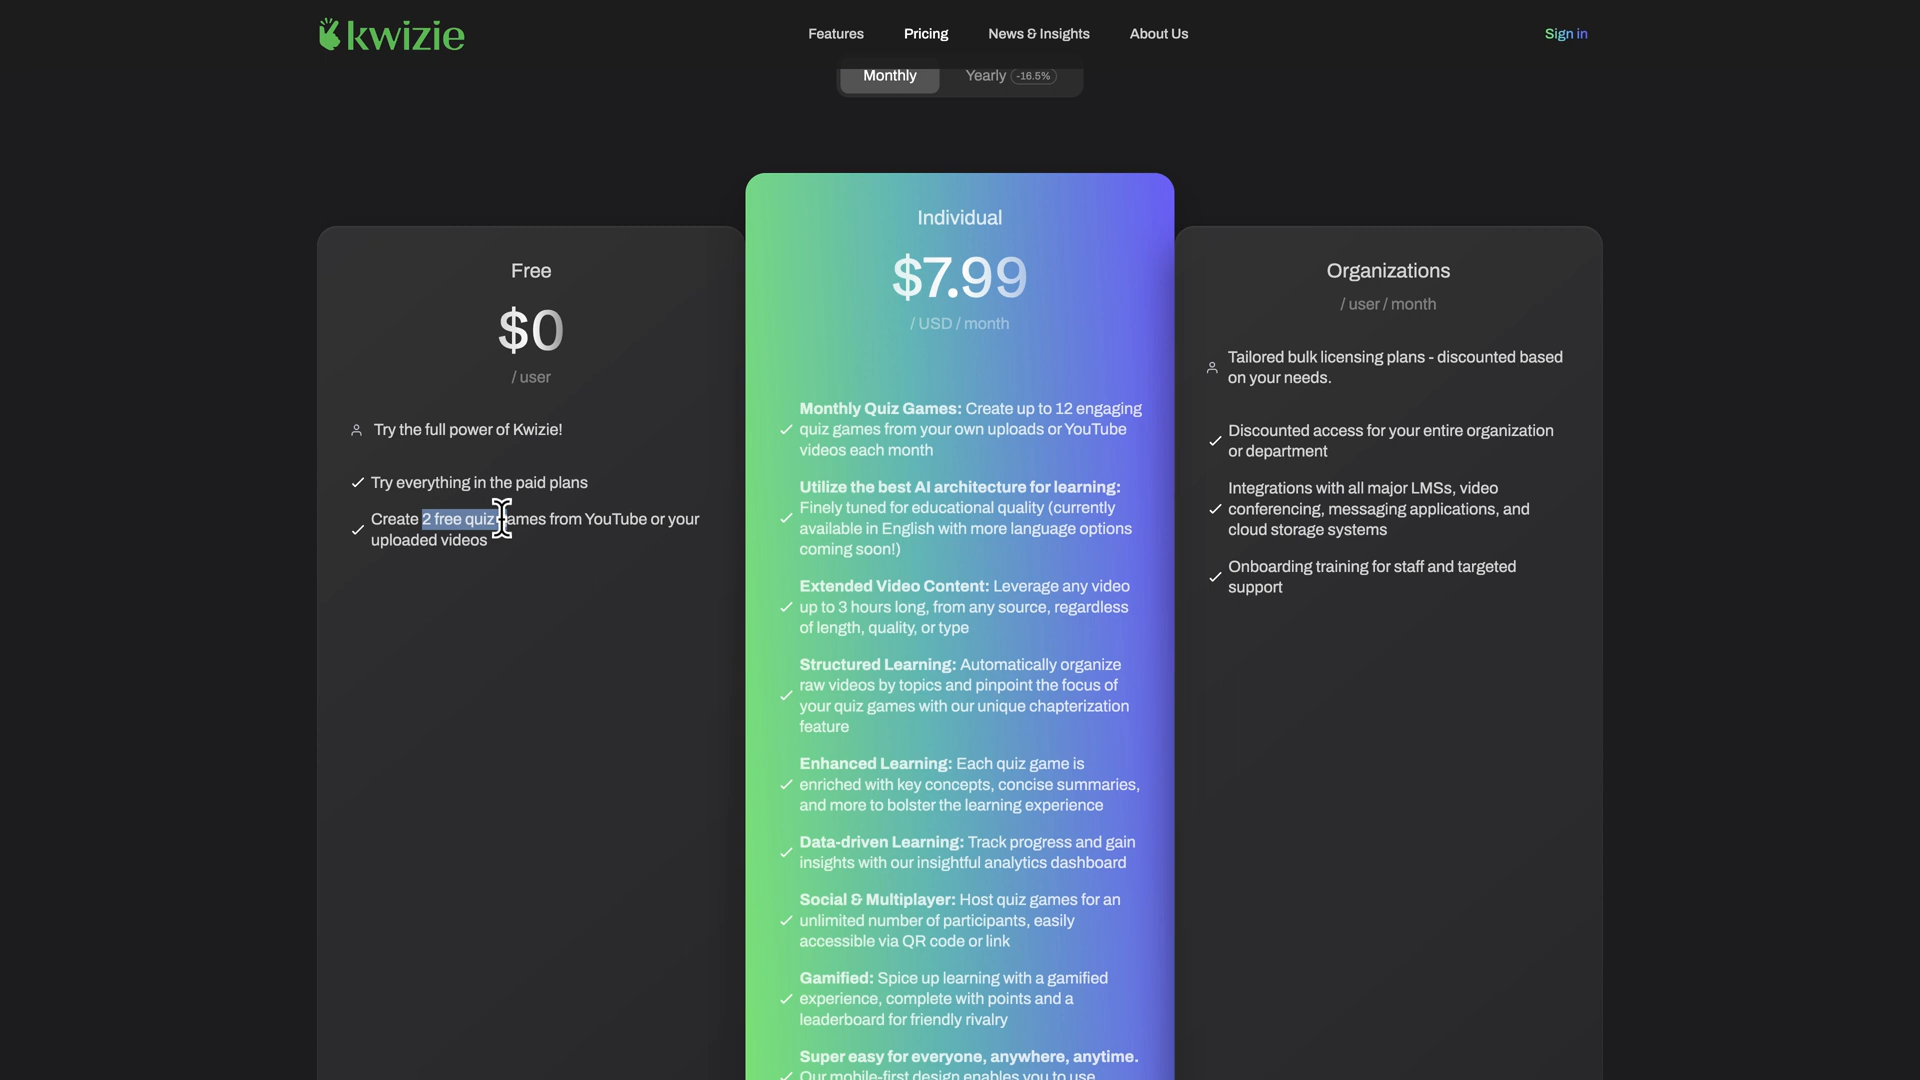 kwizie
Features
Pricing
News & Insights
About Us
Sign in
Monthly
Yearly -16.5%
Free
$0
/ user
Try the full power of Kwizie!
Try everything in the paid plans
Create 2 free quiz games from YouTube or your
uploaded videos
Individual
$7.99
/ USD / month
Monthly Quiz Games: Create up to 12 engaging
quiz games from your own uploads or YouTube
videos each month
Utilize the best AI architecture for learning:
Finely tuned for educational quality (currently
available in English with more language options
coming soon!)
Extended Video Content: Leverage any video
up to 3 hours long, from any source, regardless
of length, quality, or type
Structured Learning: Automatically organize
raw videos by topics and pinpoint the focus of
your quiz games with our unique chapterization
feature
Enhanced Learning: Each quiz game is
enriched with key concepts, concise summaries,
and more to bolster the learning experience
Data-driven Learning: Track progress and gain
insights with our insightful analytics dashboard
Social & Multiplayer: Host quiz games for an
unlimited number of participants, easily
accessible via QR code or link
Gamified: Spice up learning with a gamified
experience, complete with points and a
leaderboard for friendly rivalry
Super easy for everyone, anywhere, anytime.
Our mobile-first design enables you to use
Organizations
/ user / month
Tailored bulk licensing plans - discounted based
on your needs.
Discounted access for your entire organization
or department
Integrations with all major LMSs, video
conferencing, messaging applications, and
cloud storage systems
Onboarding training for staff and targeted
support